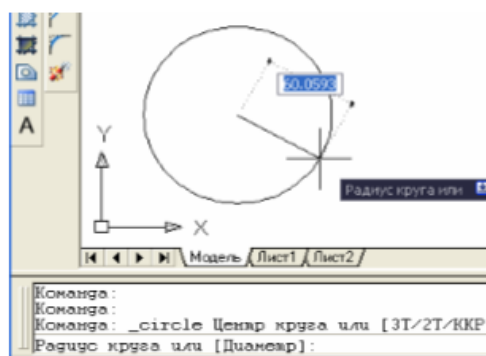 60.0593
Y
Радиус круга или
X
A
Модель Лист1 Лист2
Команда:
Команда:
Команда: _circle Центр круга или [3Т/2Т/ККР
Радиус круга или [Диаметр]: